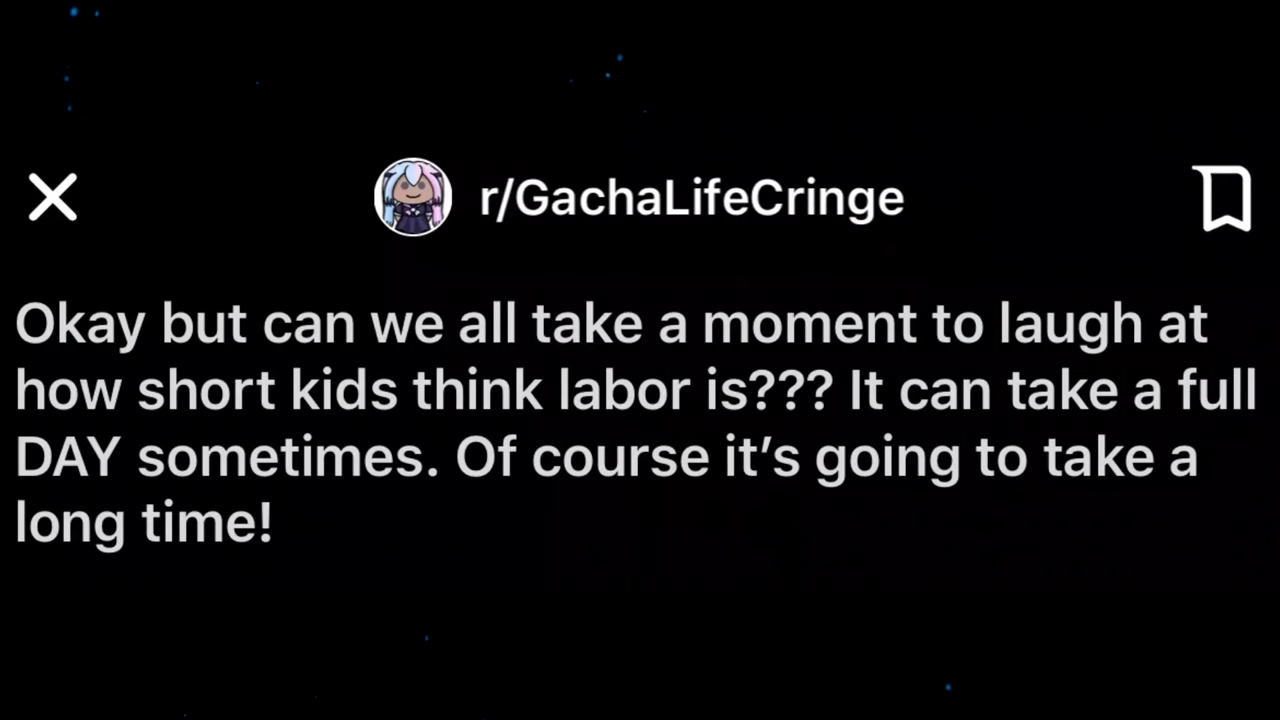 r/GachaLifeCringe
Okay but can we all take a moment to laugh at
how short kids think labor is??? It can take a full
DAY sometimes. Of course it’s going to take a
long time!